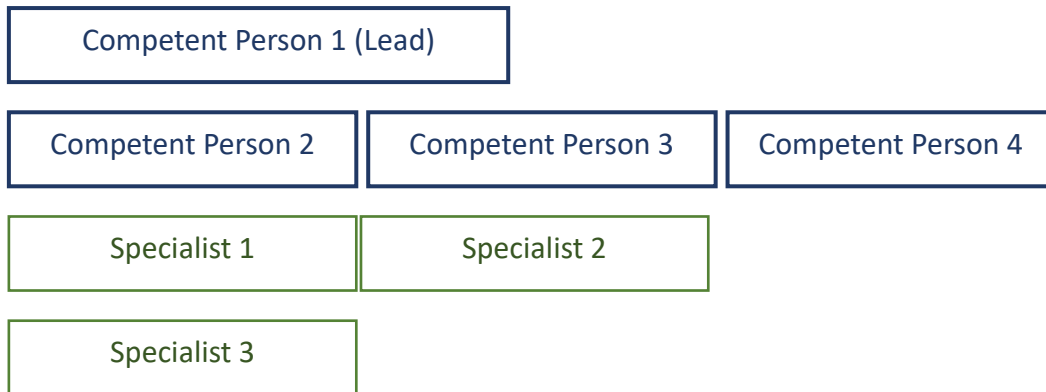 Competent Person 1 (Lead)
Competent Person 2 Competent Person 3 Competent Person 4
Specialist 1 Specialist 2
Specialist 3